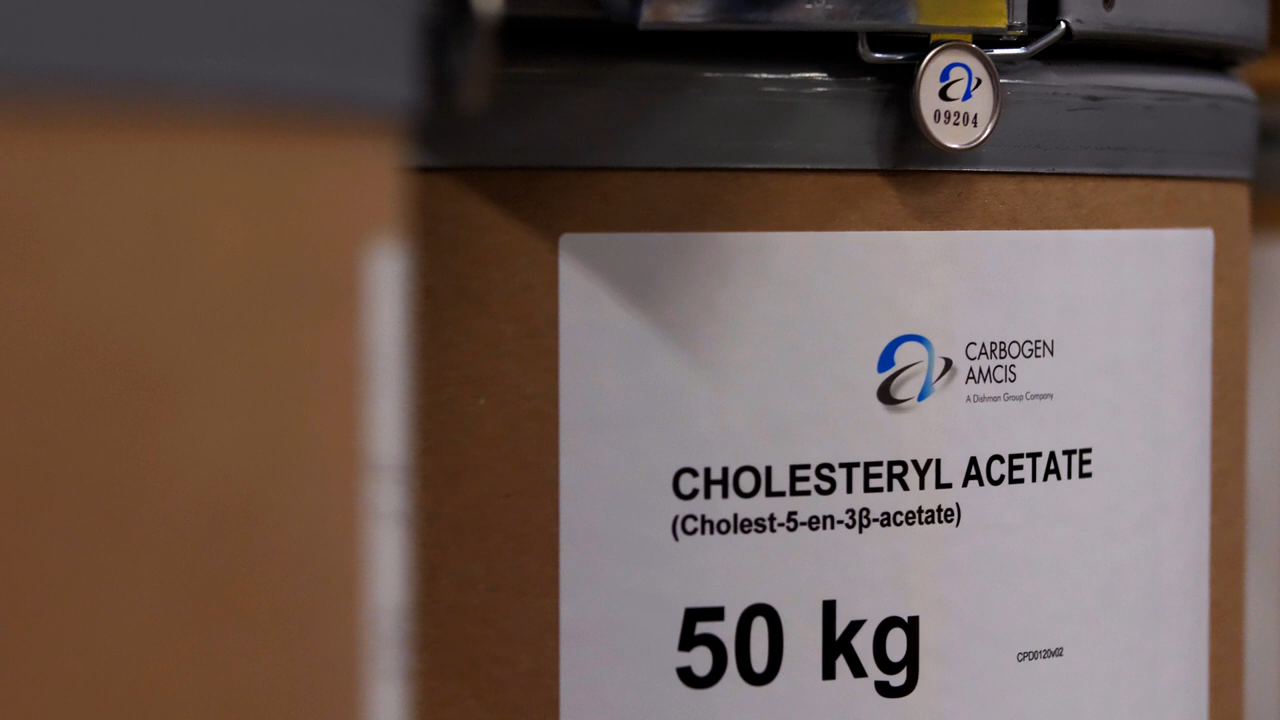 09204
CARBOGEN
AMCIS
A Dishman Group Company
CHOLESTERYL ACETATE
(Cholest-5-en-3β-acetate)
50 kg
CPD0120v02